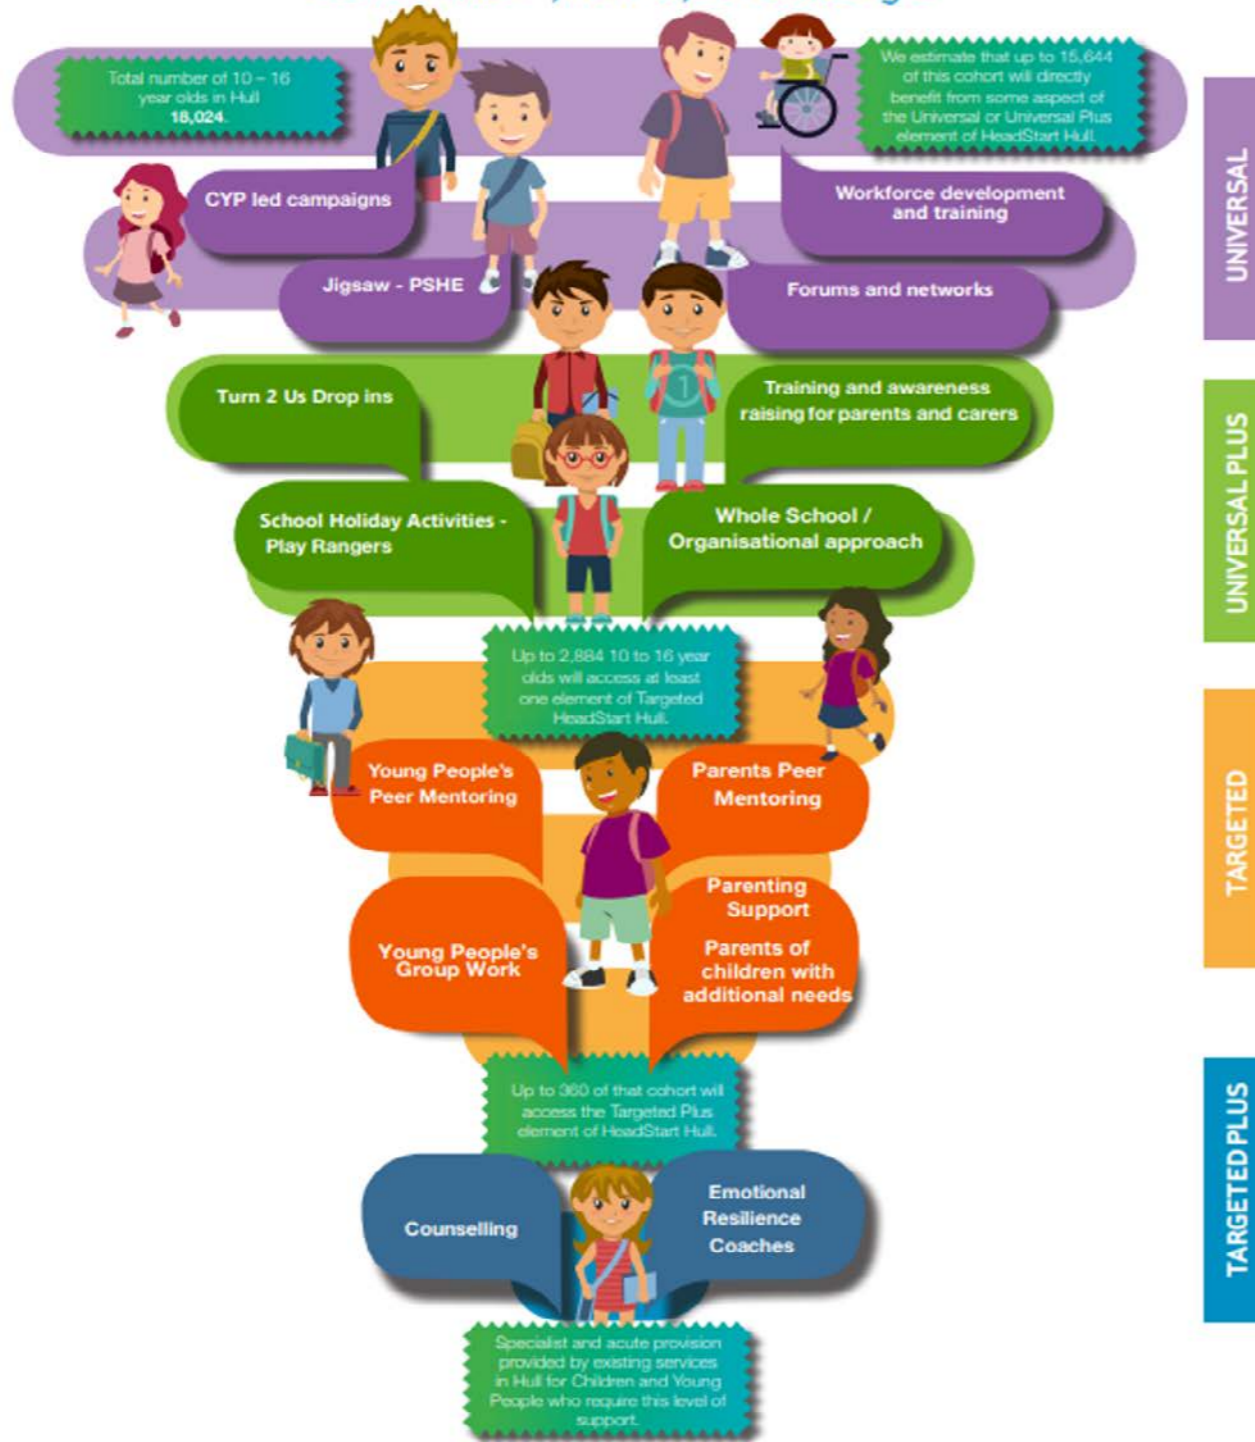 Total number of 10 – 16
year olds in Hull
18,024.
We estimate that up to 15,644
of this cohort will directly
benefit from some aspect of
the Universal or Universal Plus
element of HeadStart Hull.
UNIVERSAL
CYP led campaigns
Workforce development
and training
Jigsaw - PSHE
Forums and networks
UNIVERSAL PLUS
Turn 2 Us Drop ins
Training and awareness
raising for parents and carers
1
School Holiday Activities -
Play Rangers
Whole School /
Organisational approach
Up to 2,884 10 to 16 year
olds will access at least
one element of Targeted
HeadStart Hull.
TARGETED
Young People's
Peer Mentoring
Parents Peer
Mentoring
Young People's
Group Work
Parenting
Support
Parents of
children with
additional needs
Up to 360 of that cohort will
access the Targeted Plus
element of HeadStart Hull.
TARGETED PLUS
Counselling
Emotional
Resilience
Coaches
Specialist and acute provision
provided by existing services
in Hull for Children and Young
People who require this level of
support.